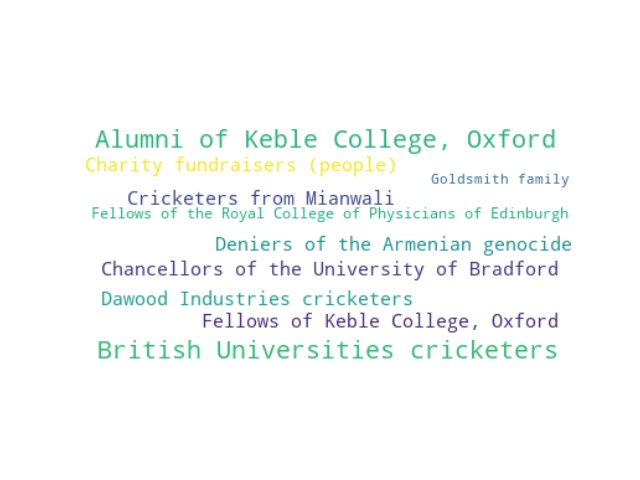 Alumni of Keble College, Oxford
Charity fundraisers (people)
Goldsmith family
Cricketers from Mianwali
Fellows of the Royal College of Physicians of Edinburgh
Deniers of the Armenian genocide
Chancellors of the University of Bradford
Dawood Industries cricketers
Fellows of Keble College, Oxford
British Universities cricketers